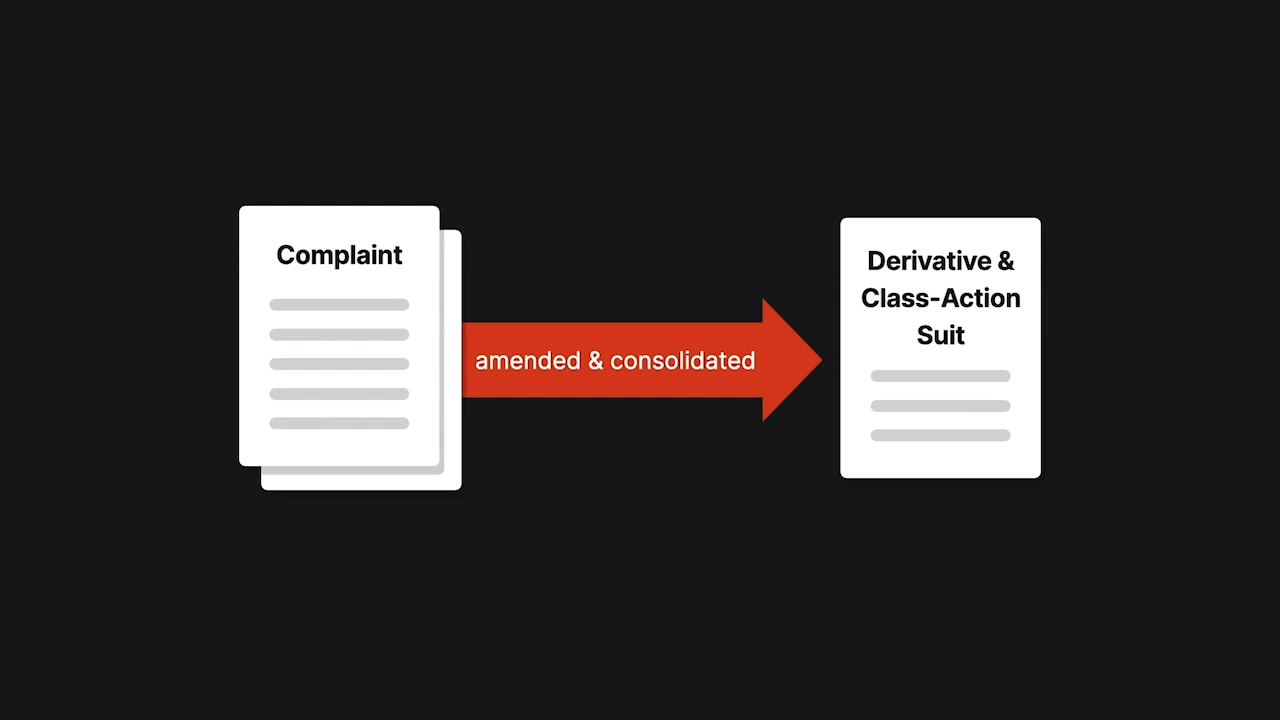 Complaint
amended & consolidated
Derivative &
Class-Action
Suit